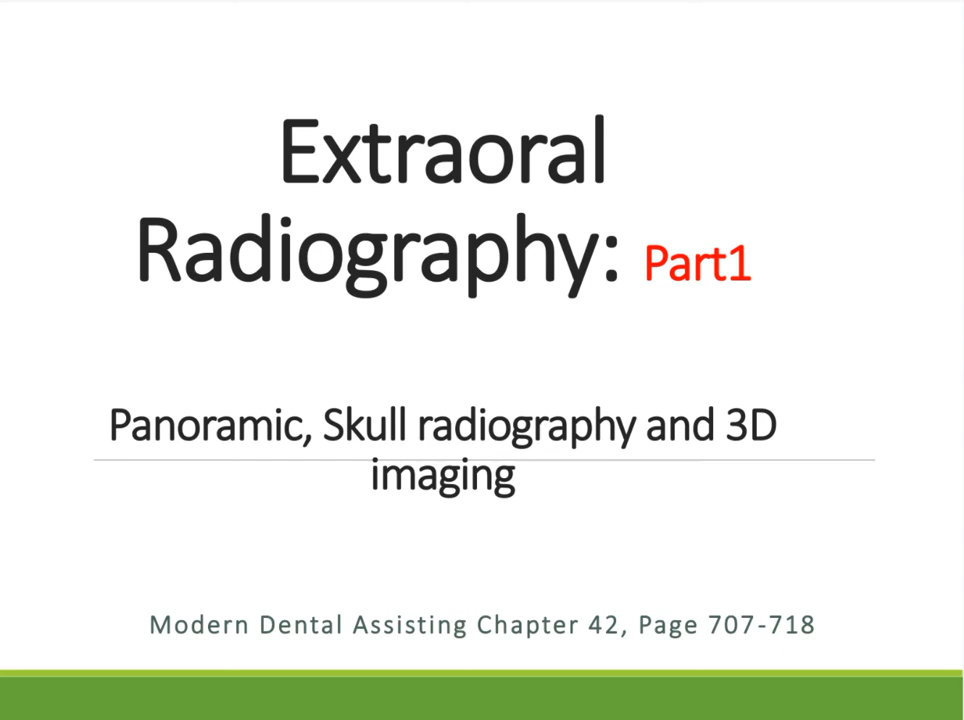 Extraoral
Radiography: Part1
Panoramic, Skull radiography and 3D
imaging
Modern Dental Assisting Chapter 42, Page 707-718